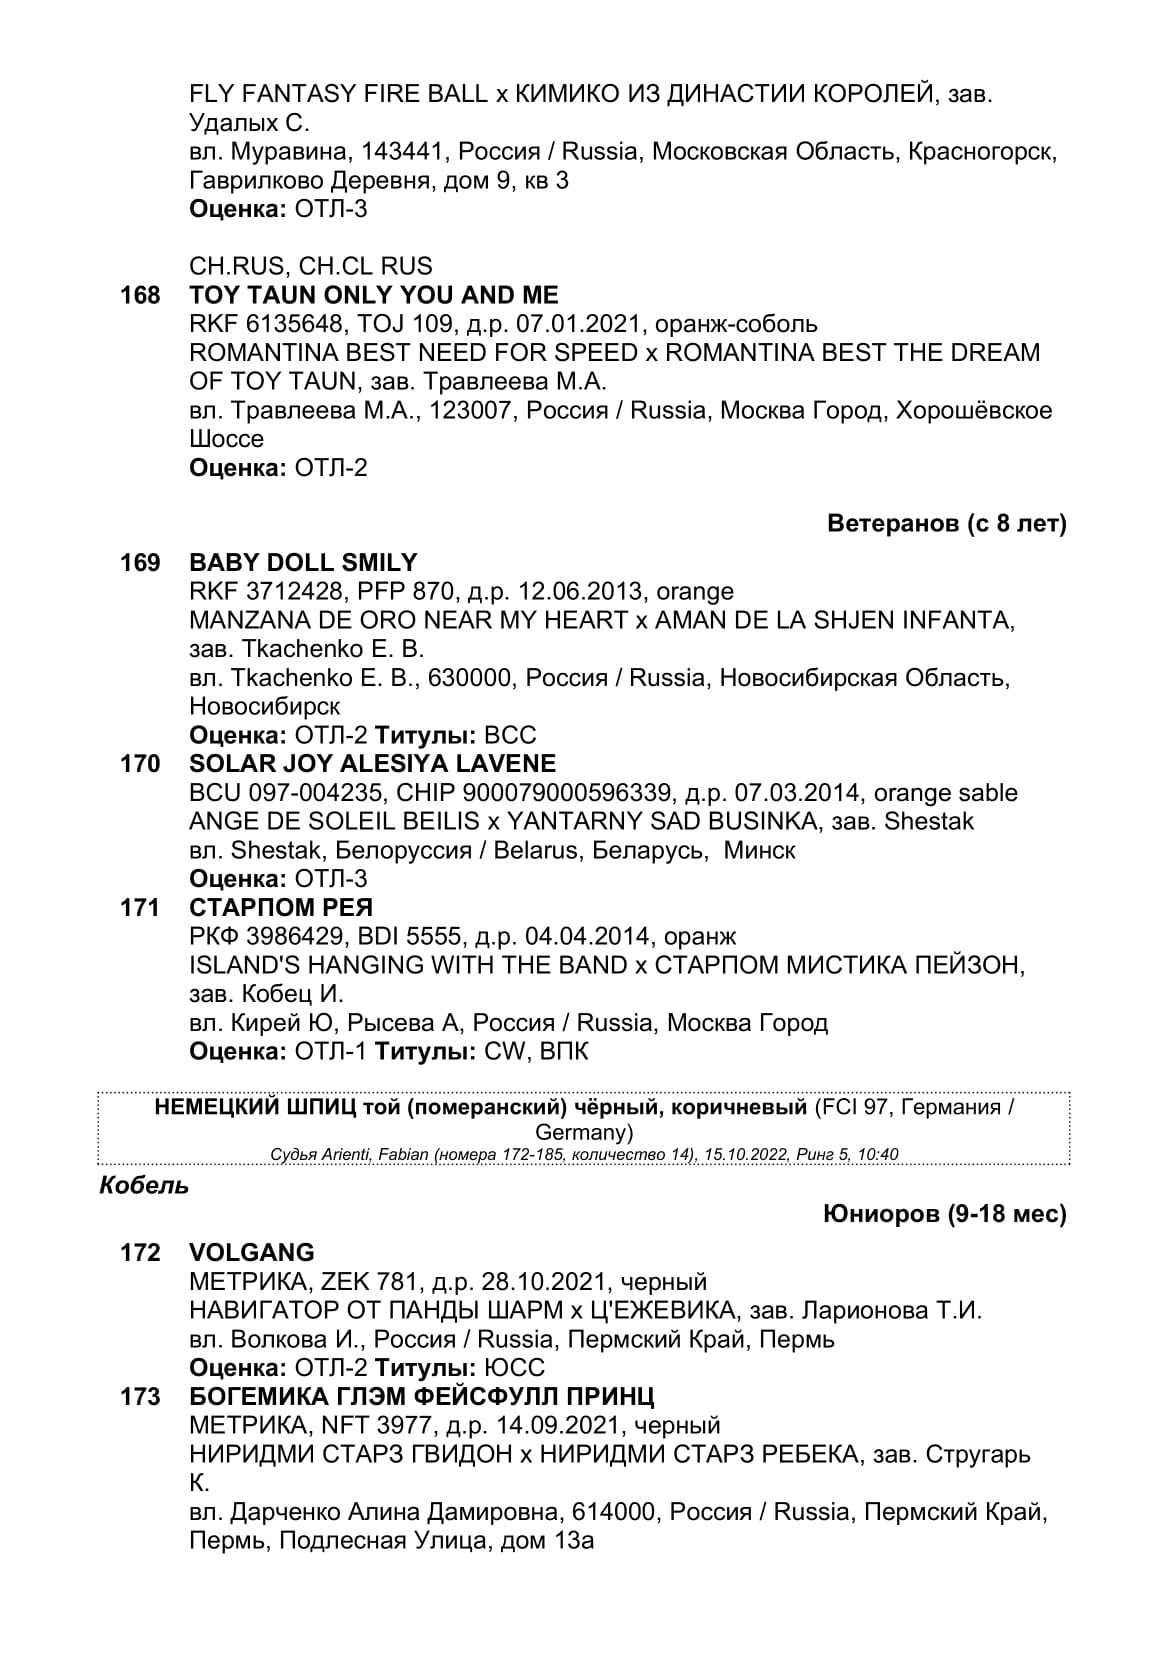 FLY FANTASY FIRE BALL x КИМИКО ИЗ ДИНАСТИИ КОРОЛЕЙ, зав.
Удалых С.
вл. Муравина, 143441, Россия / Russia, Московская Область, Красногорск,
Гаврилково Деревня, дом 9, кв 3
Оценка: ОТЛ-3
CH.RUS, CH.CL RUS
168 TOY TAUN ONLY YOU AND ME
RKF 6135648, TOJ 109, д.р. 07.01.2021, оранж-соболь
ROMANTINA BEST NEED FOR SPEED x ROMANTINA BEST THE DREAM
OF TOY TAUN, зав. Травлеева М.А.
вл. Травлеева М.А., 123007, Россия / Russia, Москва Город, Хорошёвское
Шоссе
Оценка: ОТЛ-2
Ветеранов (с 8 лет)
169 BABY DOLL SMILY
RKF 3712428, PFP 870, д.р. 12.06.2013, orange
MANZANA DE ORO NEAR MY HEART x AMAN DE LA SHJEN INFANTA,
зав. Tkachenko E. B.
вл. Tkachenko E. B., 630000, Россия / Russia, Новосибирская Область,
Новосибирск
Оценка: ОТЛ-2 Титулы: ВСС
170 SOLAR JOY ALESIYA LAVENE
BCU 097-004235, CHIP 900079000596339, д.р. 07.03.2014, orange sable
ANGE DE SOLEIL BEILIS x YANTARNY SAD BUSINKA, зав. Shestak
вл. Shestak, Белоруссия / Belarus, Беларусь,  Минск
Оценка: ОТЛ-3
171 СТАРПОМ РЕЯ
РКФ 3986429, BDI 5555, д.р. 04.04.2014, оранж
ISLAND'S HANGING WITH THE BAND x СТАРПОМ МИСТИКА ПЕЙЗОН,
зав. Кобец И.
вл. Кирей Ю, Рысева А, Россия / Russia, Москва Город
Оценка: ОТЛ-1 Титулы: CW, ВПК
НЕМЕЦКИЙ ШПИЦ той (померанский) чёрный, коричневый (FCI 97, Германия /
Germany)
Судья Arienti, Fabian (номера 172-185, количество 14), 15.10.2022, Ринг 5, 10:40
Кобель
Юниоров (9-18 мес)
172 VOLGANG
МЕТРИКА, ZEK 781, д.р. 28.10.2021, черный
НАВИГАТОР ОТ ПАНДЫ ШАРМ x Ц'ЕЖЕВИКА, зав. Ларионова Т.И.
вл. Волкова И., Россия / Russia, Пермский Край, Пермь
Оценка: ОТЛ-2 Титулы: ЮСС
173 БОГЕМИКА ГЛЭМ ФЕЙСФУЛЛ ПРИНЦ
МЕТРИКА, NFT 3977, д.р. 14.09.2021, черный
НИРИДМИ СТАРЗ ГВИДОН x НИРИДМИ СТАРЗ РЕБЕКА, зав. Стругарь
К.
вл. Дарченко Алина Дамировна, 614000, Россия / Russia, Пермский Край,
Пермь, Подлесная Улица, дом 13а